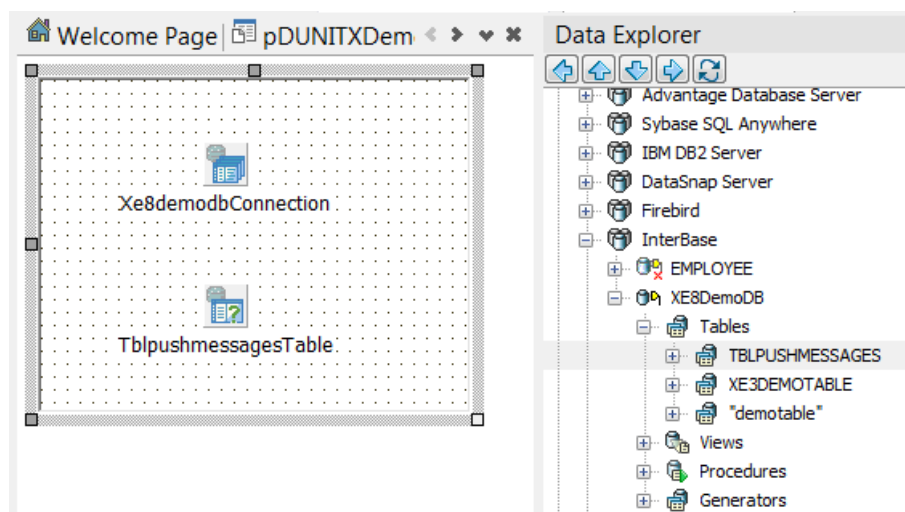 Welcome Page
pDUNITXDem
Xe8demodbConnection
TblpushmessagesTable
Data Explorer
Advantage Database Server
Sybase SQL Anywhere
IBM DB2 Server
DataSnap Server
Firebird
InterBase
EMPLOYEE
XE8DemoDB
Tables
TBLPUSHMESSAGES
XE3DEMOTABLE
"demotable"
Views
Procedures
Generators